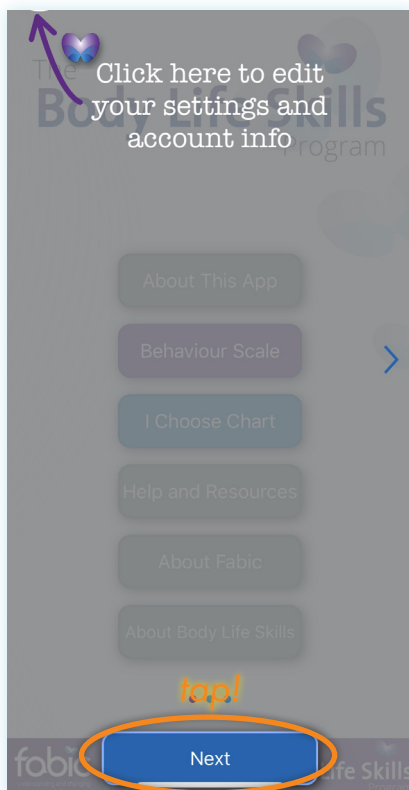 The
Click here to edit
Body Life Skills
your settings and
account info
Program
About This App
Behaviour Scale
I Choose Chart
Help and Resources
About Fabic
About Body Life Skills
tap!
Next
fabic
Life Skills
Program